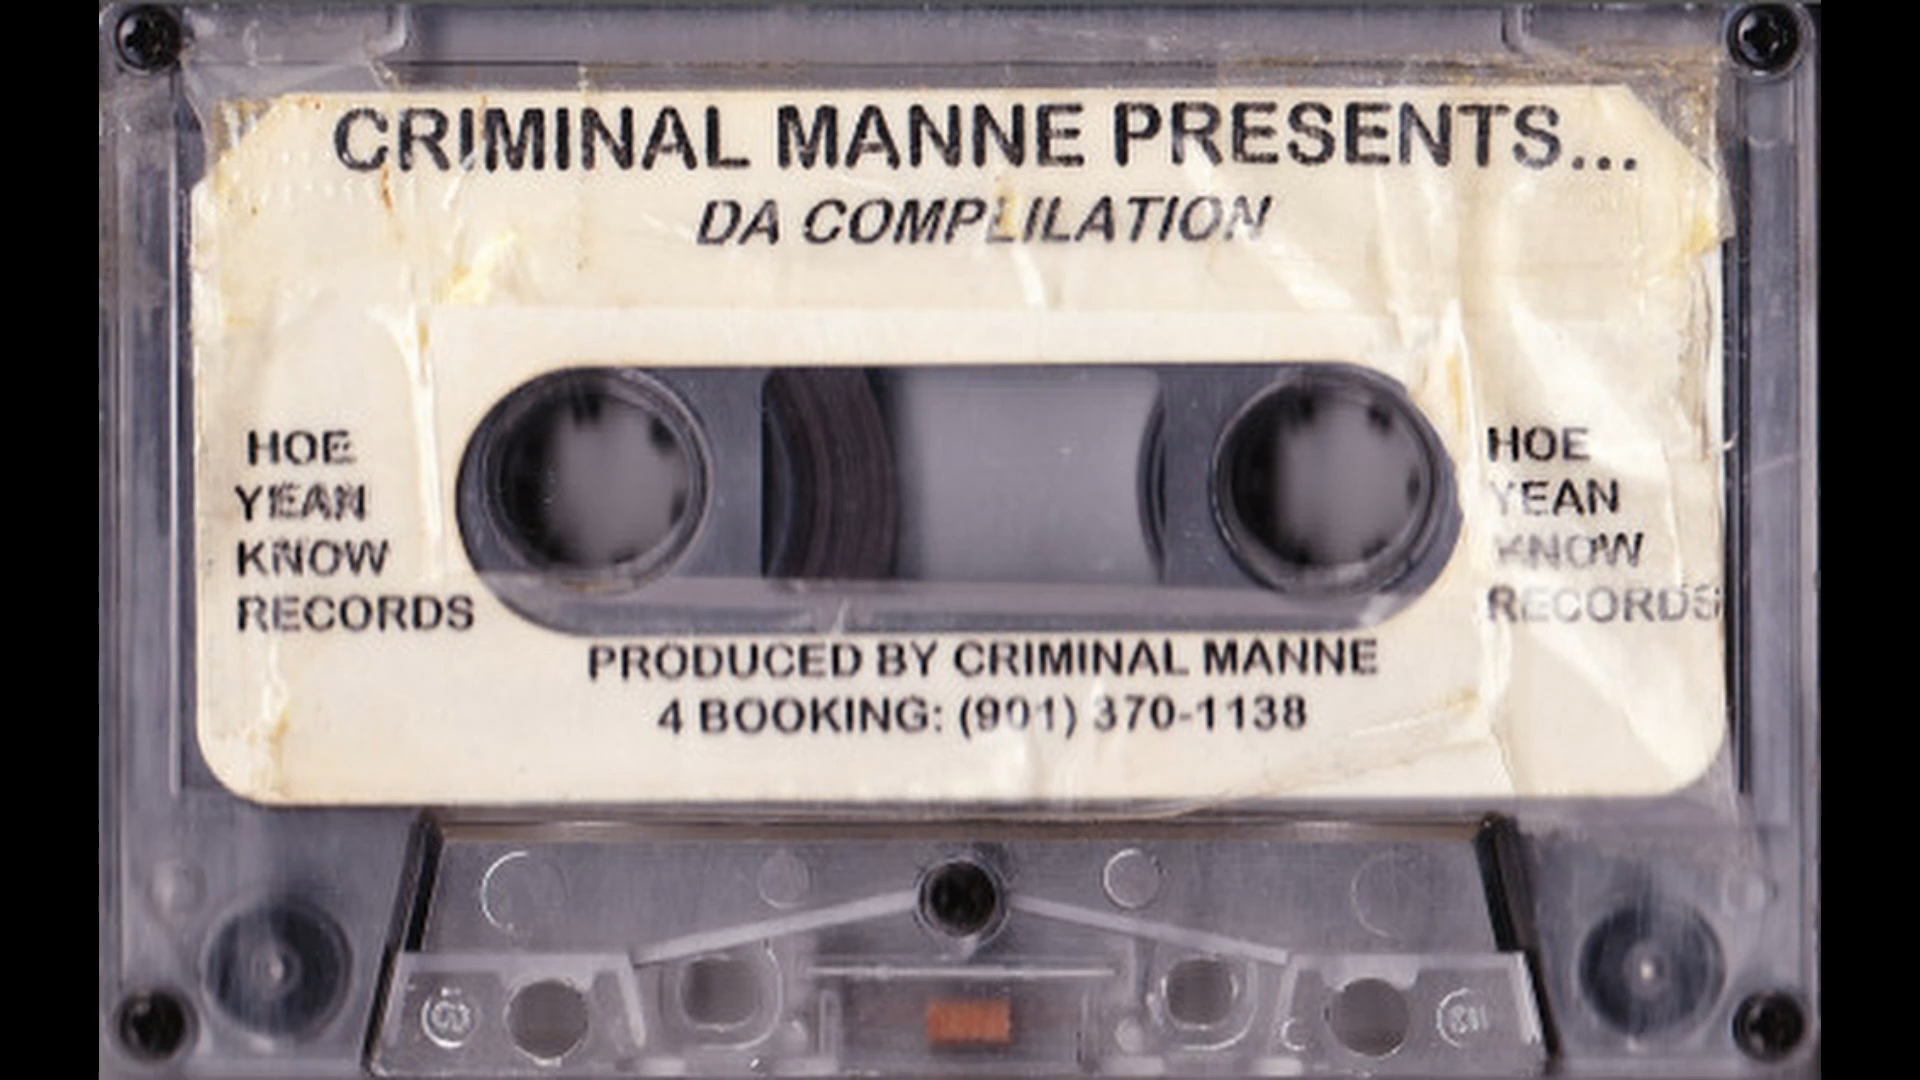 CRIMINAL MANNE PRESENTS...
DA COMPLILATION
HOE
YEAN
KNOW
RECORDS
HOE
YEAN
KNOW
RECORDS
PRODUCED BY CRIMINAL MANNE
4 BOOKING: (901) 370-1138